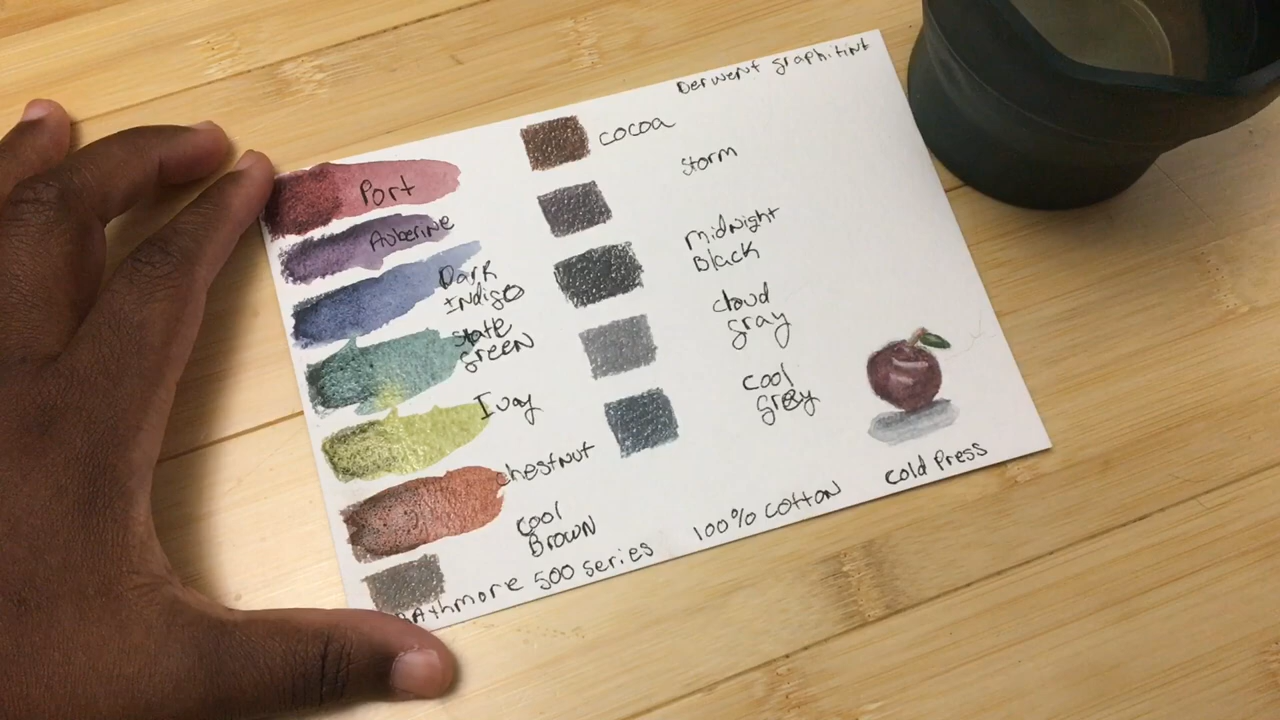 Derwent graphitint
Port
Auberine
Dark
Indigo
Slate
green
Ivay
chestnut
Cool
Brown
cocoa
Storm
Midnight
Black
cloud
gray
cool
grey
Athmore 500 series 100% cotton cold Press